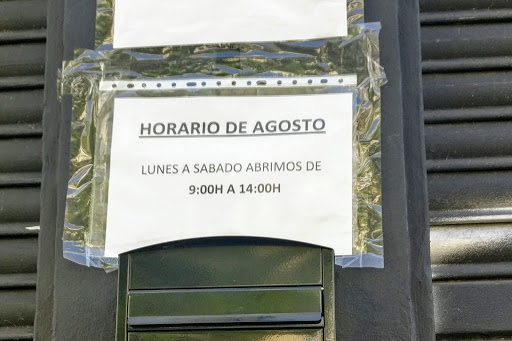 HORARIO DE AGOSTO
LUNES A SABADO ABRIMOS DE
9:00H A 14:00H